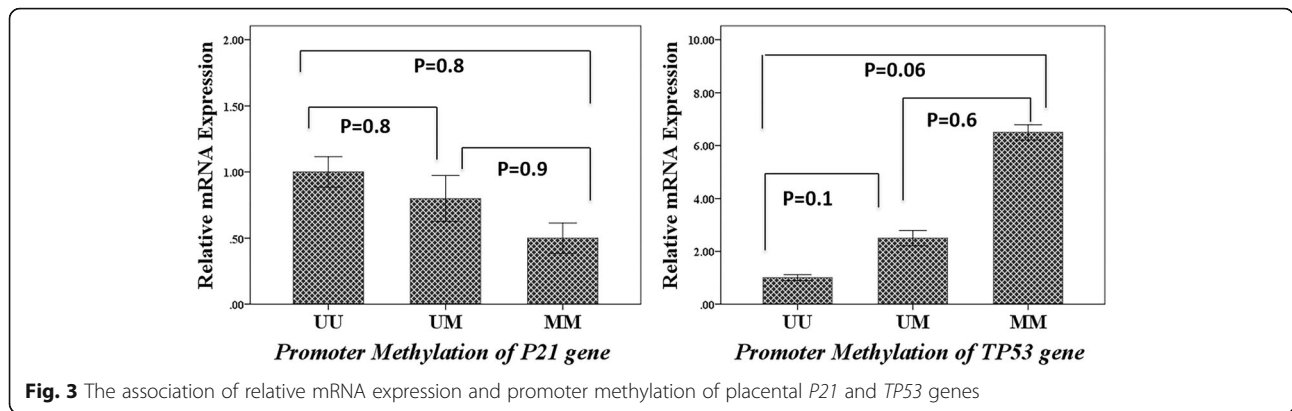 2.00
1.50
1.00
.50
.00
Relative mRNA Expression
P=0.8
P=0.8
P=0.9
UU UM MM
Promoter Methylation of P21 gene
10.00
8.00
6.00
4.00
2.00
.00
Relative mRNA Expression
P=0.06
P=0.6
P=0.1
UU UM MM
Promoter Methylation of TP53 gene
Fig. 3 The association of relative mRNA expression and promoter methylation of placental P21 and TP53 genes